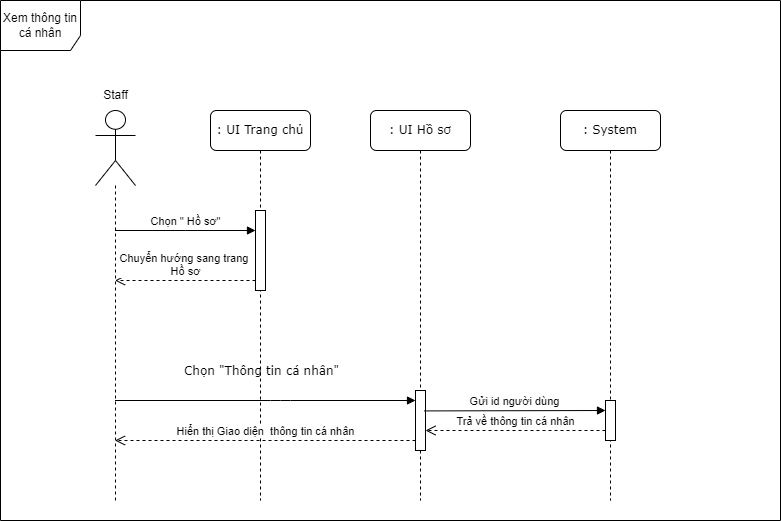 Xem thông tin
cá nhân
Staff
: UI Trang chủ
: UI Hồ sơ
: System
Chọn " Hồ sơ"
Chuyển hướng sang trang
Hồ sơ
Chọn "Thông tin cá nhân"
Gửi id người dùng
Trả về thông tin cá nhân
Hiển thị Giao diện thông tin cá nhân